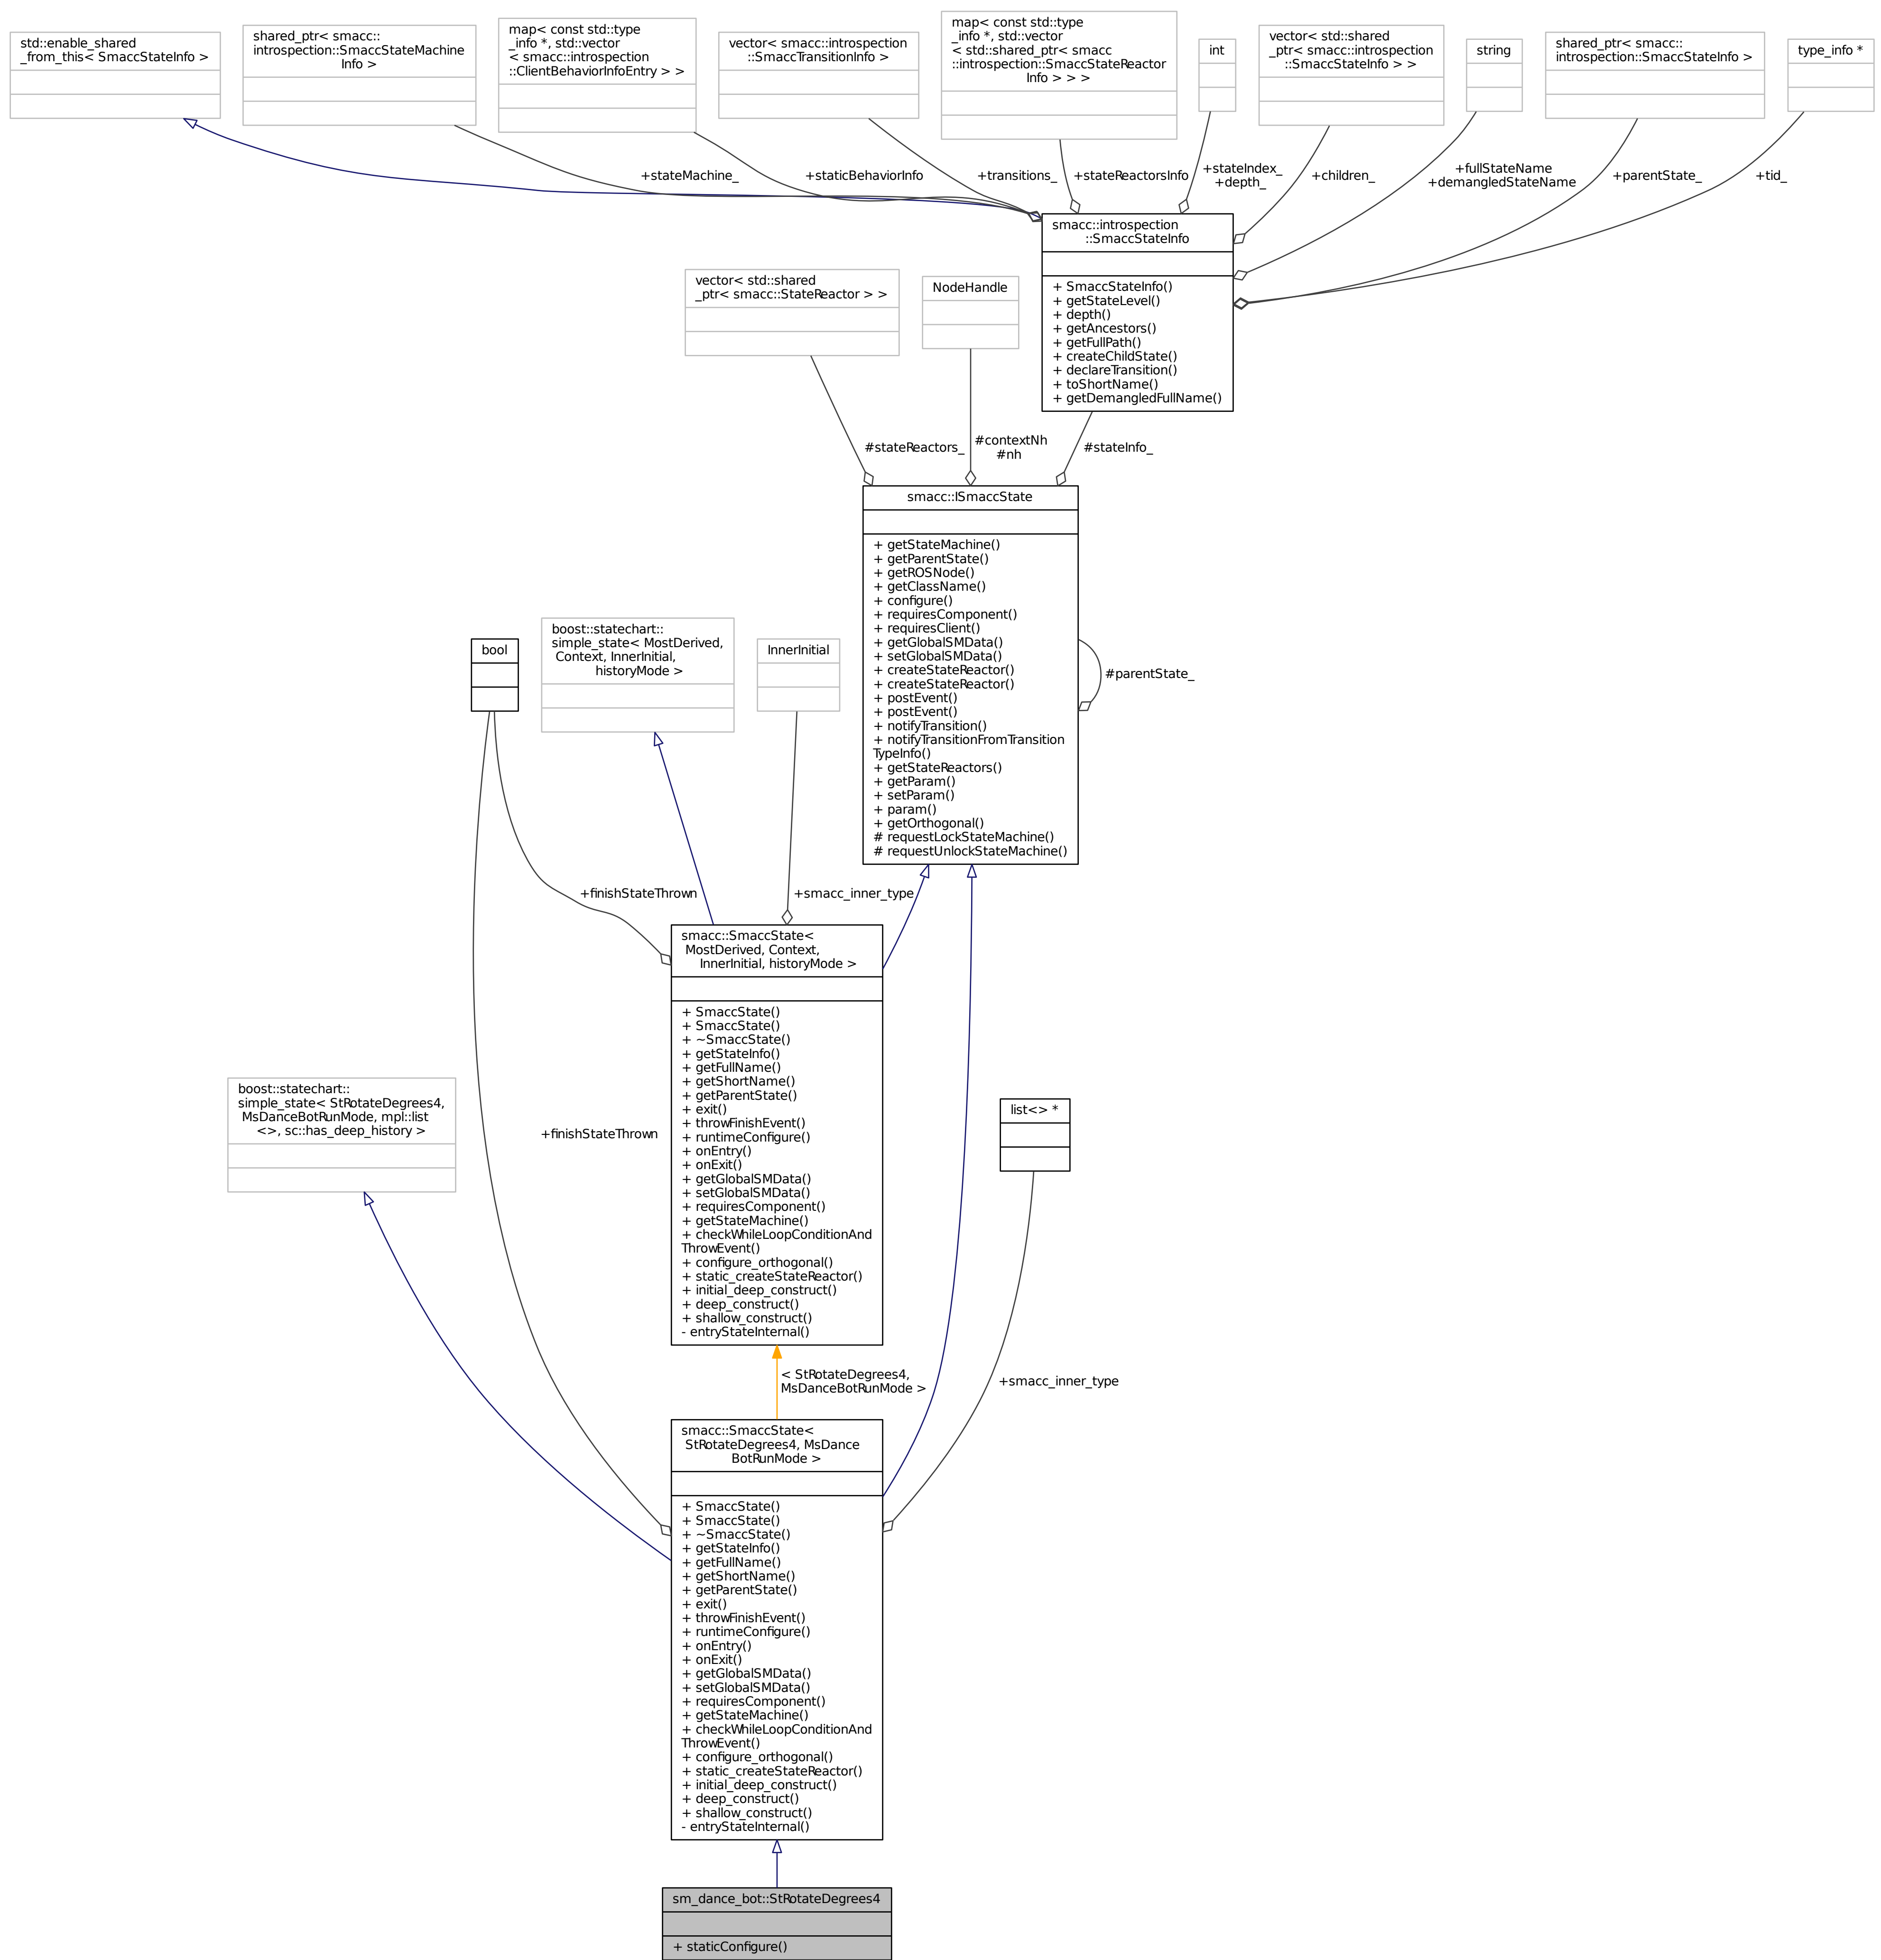 std::enable_shared
_from_this< SmaccStateInfo >
shared_ptr< smacc::
introspection::SmaccStateMachine
Info >
map< const std::type
_info *, std::vector
< smacc::introspection
::ClientBehaviorInfoEntry > >
vector< smacc::introspection
::SmaccTransitionInfo >
map< const std::type
_info *, std::vector
< std::shared_ptr< smacc
::introspection::SmaccStateReactor
Info > > >
int
vector< std::shared
_ptr< smacc::introspection
::SmaccStateInfo > >
string
shared_ptr< smacc::
introspection::SmaccStateInfo >
type_info *
+stateMachine_
+staticBehaviorInfo
+transitions_
+stateReactorsInfo
+stateIndex_
+depth_
+children_
+fullStateName
+demangledStateName
+parentState_
+tid_
smacc::introspection
::SmaccStateInfo
+ SmaccStateInfo()
+ getStateLevel()
+ depth()
+ getAncestors()
+ getFullPath()
+ createChildState()
+ declareTransition()
+ toShortName()
+ getDemangledFullName()
vector< std::shared
_ptr< smacc::StateReactor > >
NodeHandle
#stateReactors_
#contextNh
#nh
#stateInfo_
smacc::ISmaccState
+ getStateMachine()
+ getParentState()
+ getROSNode()
+ getClassName()
+ configure()
+ requiresComponent()
+ requiresClient()
+ getGlobalSMData()
+ setGlobalSMData()
+ createStateReactor()
+ createStateReactor()
+ postEvent()
+ postEvent()
+ notifyTransition()
+ notifyTransitionFromTransition
TypeInfo()
+ getStateReactors()
+ getParam()
+ setParam()
+ param()
+ getOrthogonal()
# requestLockStateMachine()
# requestUnlockStateMachine()
#parentState_
bool
boost::statechart::
simple_state< MostDerived,
Context, InnerInitial,
historyMode >
InnerInitial
+finishStateThrown
+smacc_inner_type
smacc::SmaccState<
MostDerived, Context,
InnerInitial, historyMode >
+ SmaccState()
+ SmaccState()
+ ~SmaccState()
+ getStateInfo()
+ getFullName()
+ getShortName()
+ getParentState()
+ exit()
+ throwFinishEvent()
+ runtimeConfigure()
+ onEntry()
+ onExit()
+ getGlobalSMData()
+ setGlobalSMData()
+ requiresComponent()
+ getStateMachine()
+ checkWhileLoopConditionAnd
ThrowEvent()
+ configure_orthogonal()
+ static_createStateReactor()
+ initial_deep_construct()
+ deep_construct()
+ shallow_construct()
- entryStateInternal()
boost::statechart::
simple_state< StRotateDegrees4,
MsDanceBotRunMode, mpl::list
<>, sc::has_deep_history >
+finishStateThrown
list<> *
< StRotateDegrees4,
MsDanceBotRunMode >
+smacc_inner_type
smacc::SmaccState<
StRotateDegrees4, MsDance
BotRunMode >
+ SmaccState()
+ SmaccState()
+ ~SmaccState()
+ getStateInfo()
+ getFullName()
+ getShortName()
+ getParentState()
+ exit()
+ throwFinishEvent()
+ runtimeConfigure()
+ onEntry()
+ onExit()
+ getGlobalSMData()
+ setGlobalSMData()
+ requiresComponent()
+ getStateMachine()
+ checkWhileLoopConditionAnd
ThrowEvent()
+ configure_orthogonal()
+ static_createStateReactor()
+ initial_deep_construct()
+ deep_construct()
+ shallow_construct()
- entryStateInternal()
sm_dance_bot::StRotateDegrees4
+ staticConfigure()